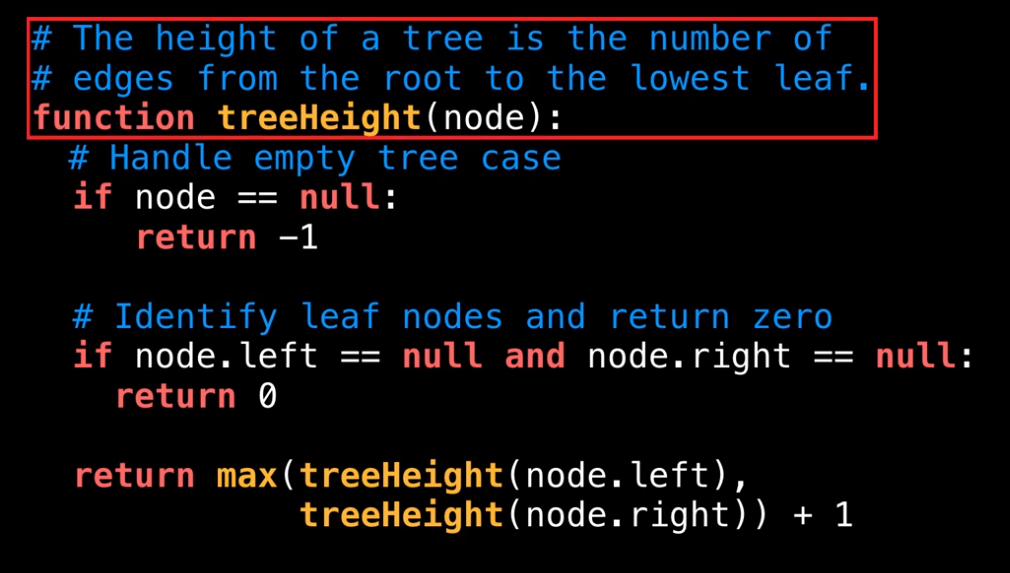 # The height of a tree is the number of
# edges from the root to the lowest leaf.
function treeHeight(node):
# Handle empty tree case
if node == null:
return -1
# Identify leaf nodes and return zero
if node.left == null and node.right == null:
return 0
return max(treeHeight(node.left),
treeHeight(node.right)) + 1